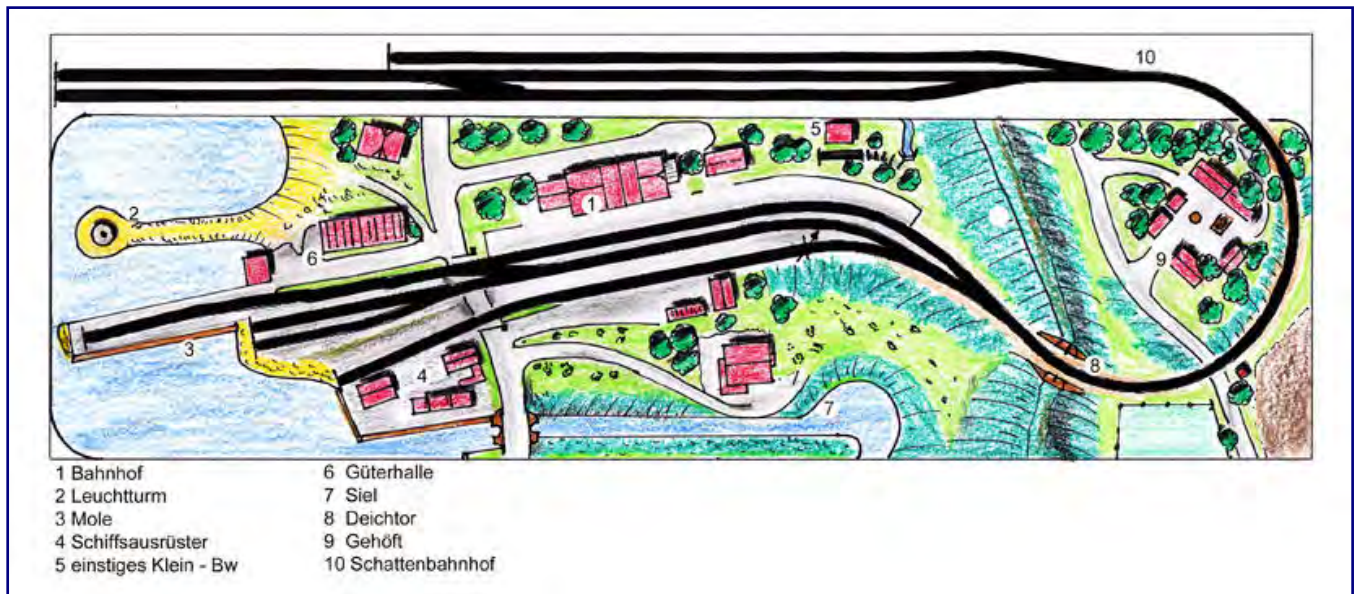 10
5
1
2
6
9
3
8
4
7
1 Bahnhof
2 Leuchtturm
3 Mole
4 Schiffsausrüster
5 einstiges Klein - Bw
6 Güterhalle
7 Siel
8 Deichtor
9 Gehöft
10 Schattenbahnhof